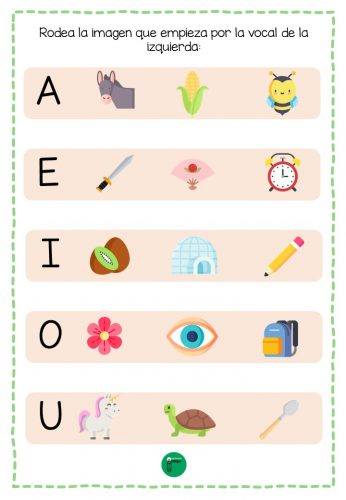 Rodea la imagen que empieza por la vocal de la
izquierda:
A
E
I
O
U